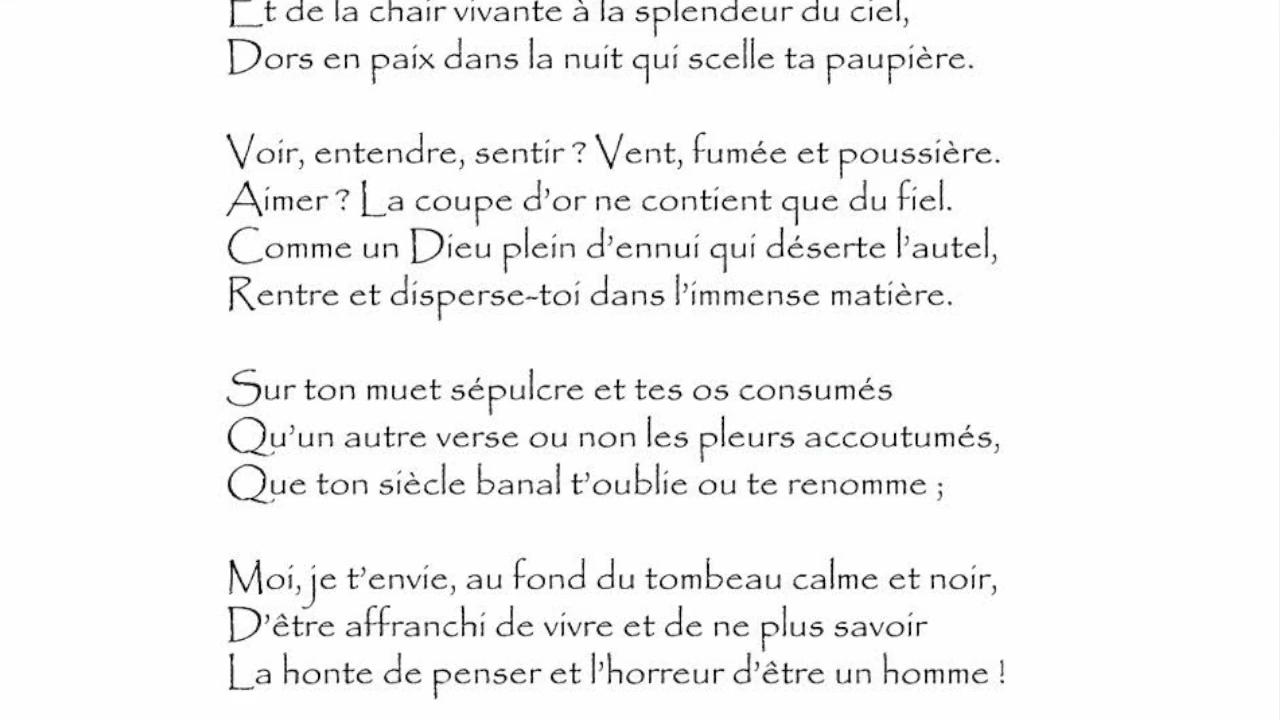 Et de la chair vivante à la splendeur du ciel,
Dors en paix dans la nuit qui scelle ta paupière.
Voir, entendre, sentir ? Vent, fumée et poussière.
Aimer ? La coupe d'or ne contient que du fiel.
Comme un Dieu plein d'ennui qui déserte l'autel,
Rentre et disperse-toi dans l'immense matière.
Sur ton muet sépulcre et tes os consumés
Qu'un autre verse ou non les pleurs accoutumés,
Que ton siècle banal t'oublie ou te renomme ;
Moi, je t'envie, au fond du tombeau calme et noir,
D'être affranchi de vivre et de ne plus savoir
La honte de penser et l'horreur d'être un homme !